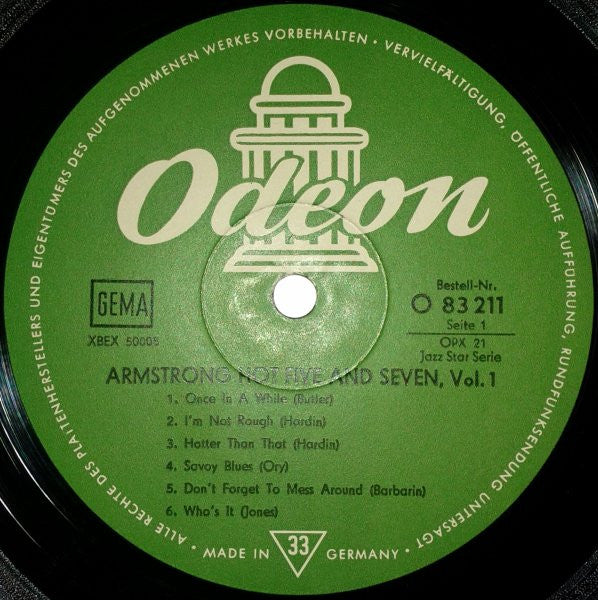 ALLE RECHTE DES PLATTENHERSTELLERS UND EIGENTÜMERS DES AUFGENOMMENEN WERKES VORBEHALTEN · VERVIELFÄLTIGUNG, ÖFFENTLICHE AUFFÜHRUNG, RUNDFUNKSENDUNG UNTERSAGT ·
Odeon
GEMA
XBEX 50005
Bestell-Nr.
O 83 211
Seite 1
OPX 21
Jazz Star Serie
ARMSTRONG HOT FIVE AND SEVEN, Vol. 1
1. Once In A While (Butler)
2. I'm Not Rough (Hardin)
3. Hotter Than That (Hardin)
4. Savoy Blues (Ory)
5. Don't Forget To Mess Around (Barbarin)
6. Who's It (Jones)
MADE IN 33 GERMANY ·